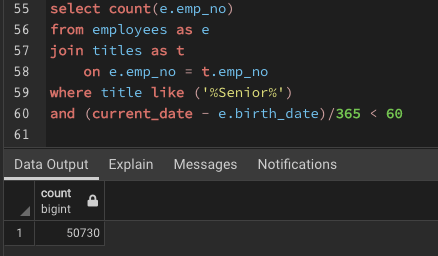 55 select count(e.emp_no)
56 from employees as e
57 join titles as t
58 on e.emp_no = t.emp_no
59 where title like ('%Senior%')
60 and (current_date - e.birth_date)/365 < 60
61
Data Output Explain Messages Notifications
count
bigint
1 50730